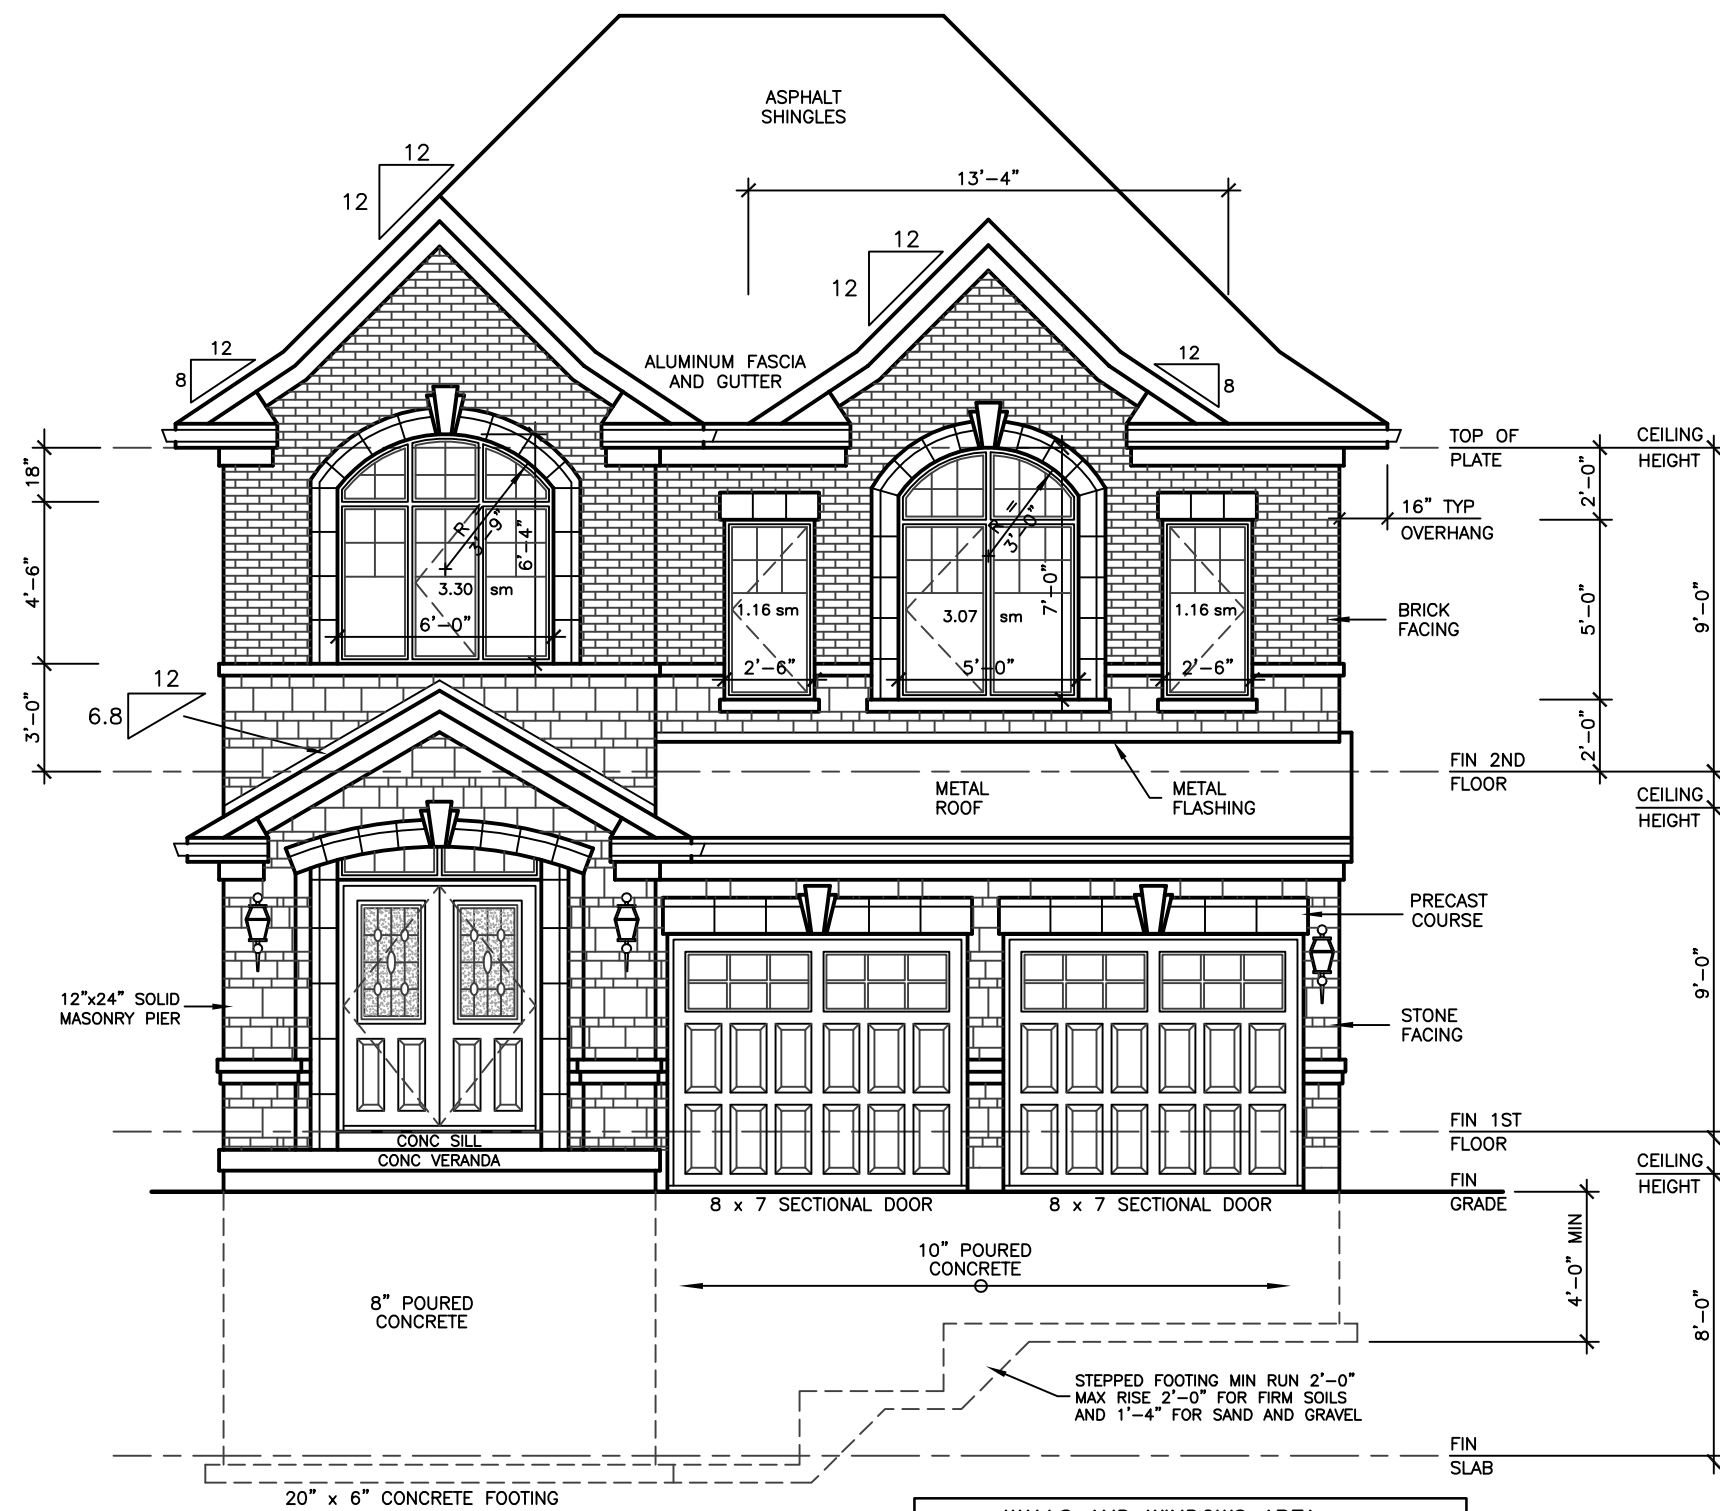 ASPHALT
SHINGLES
12
12
13'-4"
12
12
12
8
ALUMINUM FASCIA
AND GUTTER
12
8
TOP OF
PLATE
CEILING
HEIGHT
18"
2'-0"
16" TYP
OVERHANG
R =
3'-9"
6'-4"
R =
3'-0"
7'-0"
4'-6"
3.30 sm
6'-0"
1.16 sm
3.07 sm
1.16 sm
5'-0"
9'-0"
BRICK
FACING
2'-6"
5'-0"
2'-6"
12
6.8
3'-0"
2'-0"
FIN 2ND
FLOOR
METAL
ROOF
METAL
FLASHING
CEILING
HEIGHT
PRECAST
COURSE
9'-0"
12"x24" SOLID
MASONRY PIER
STONE
FACING
CONC SILL
CONC VERANDA
FIN 1ST
FLOOR
CEILING
HEIGHT
FIN
GRADE
8 x 7 SECTIONAL DOOR
8 x 7 SECTIONAL DOOR
10" POURED
CONCRETE
4'-0" MIN
8" POURED
CONCRETE
8'-0"
STEPPED FOOTING MIN RUN 2'-0"
MAX RISE 2'-0" FOR FIRM SOILS
AND 1'-4" FOR SAND AND GRAVEL
FIN
SLAB
20" x 6" CONCRETE FOOTING